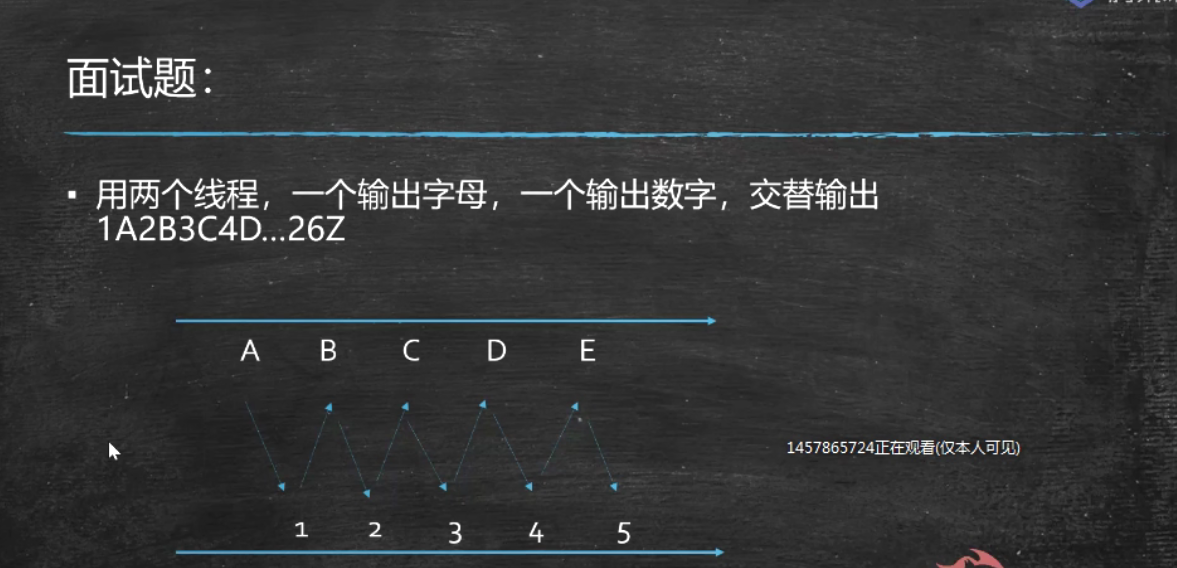 面试题：
▪ 用两个线程，一个输出字母，一个输出数字，交替输出
1A2B3C4D...26Z
A B C D E
1457865724正在观看(仅本人可见)
1 2 3 4 5